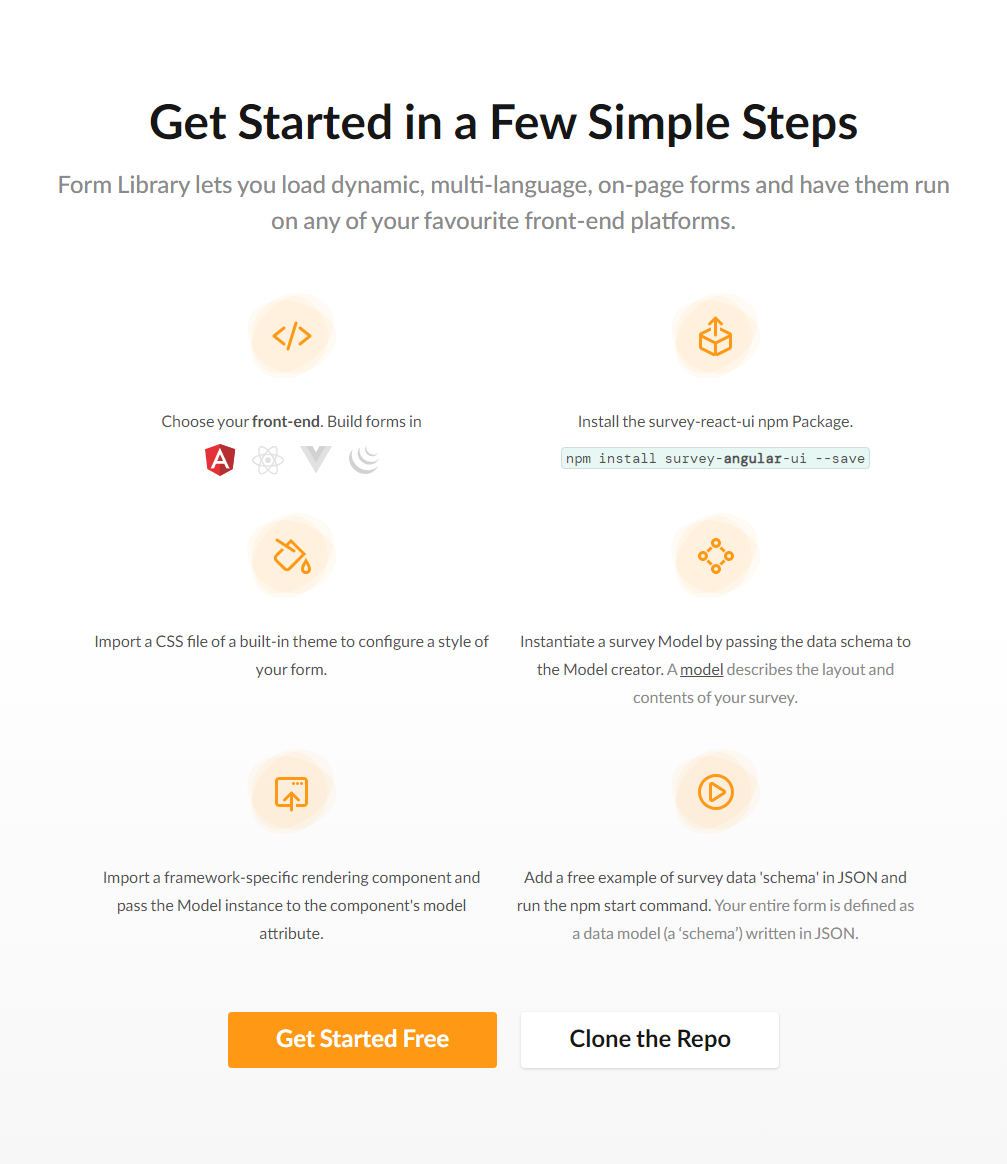 Get Started in a Few Simple Steps
Form Library lets you load dynamic, multi-language, on-page forms and have them run
on any of your favourite front-end platforms.
Choose your front-end. Build forms in
Install the survey-react-ui npm Package.
npm install survey-angular-ui --save
Import a CSS file of a built-in theme to configure a style of
your form.
Instantiate a survey Model by passing the data schema to
the Model creator. A model describes the layout and
contents of your survey.
Import a framework-specific rendering component and
pass the Model instance to the component's model
attribute.
Add a free example of survey data 'schema' in JSON and
run the npm start command. Your entire form is defined as
a data model (a ‘schema’) written in JSON.
Get Started Free
Clone the Repo